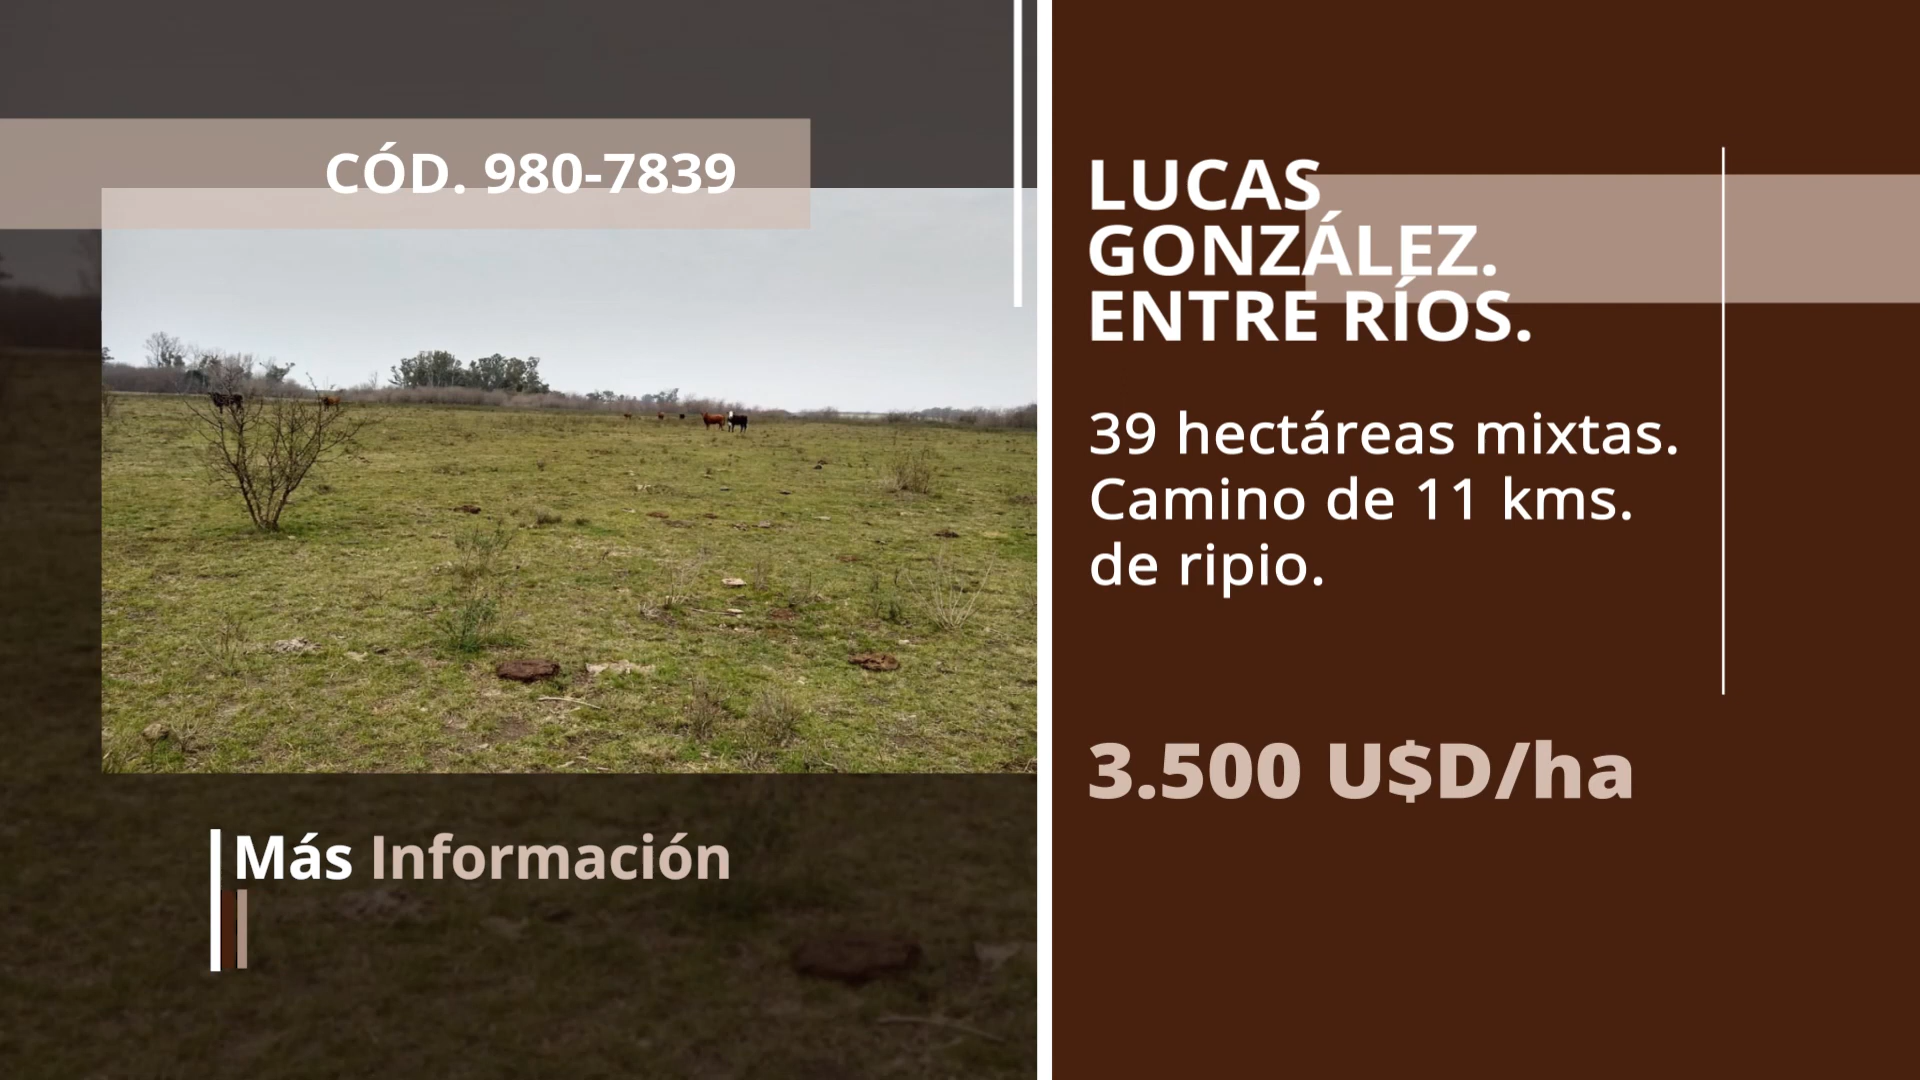 CÓD. 980-7839
LUCAS
GONZÁLEZ.
ENTRE RÍOS.
39 hectáreas mixtas.
Camino de 11 kms.
de ripio.
3.500 U$D/ha
Más Información